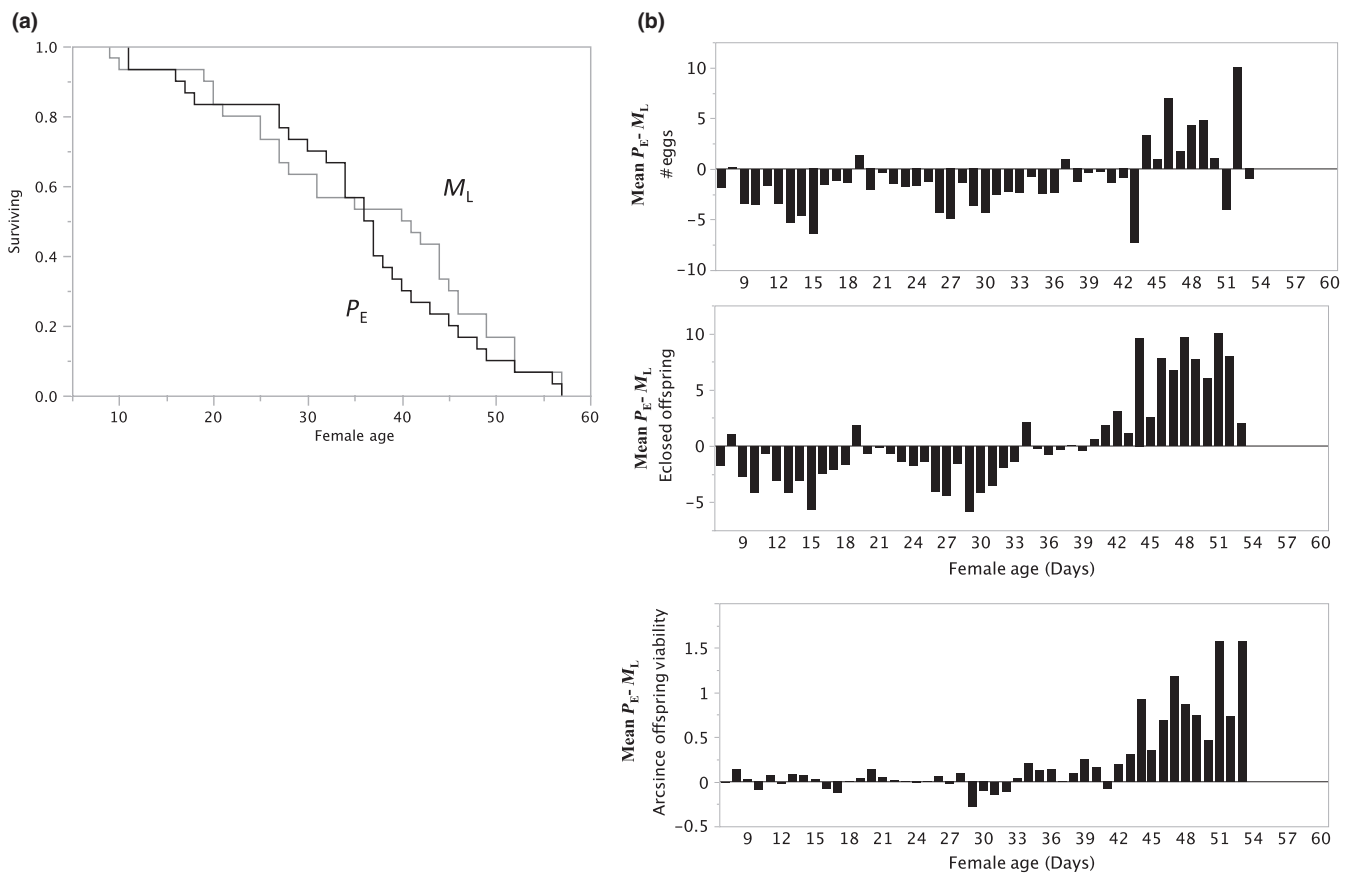 (a)
1.0
0.8
0.6
0.4
0.2
0.0
Surviving
10 20 30 40 50 60
Female age
M_L
P_E
(b)
Mean P_E- M_L
# eggs
10
5
0
−5
−10
9 12 15 18 21 24 27 30 33 36 39 42 45 48 51 54 57 60
Mean P_E- M_L
Eclosed offspring
10
5
0
−5
9 12 15 18 21 24 27 30 33 36 39 42 45 48 51 54 57 60
Female age (Days)
Mean P_E- M_L
Arcsince offspring viability
1.5
1
0.5
0
−0.5
9 12 15 18 21 24 27 30 33 36 39 42 45 48 51 54 57 60
Female age (Days)